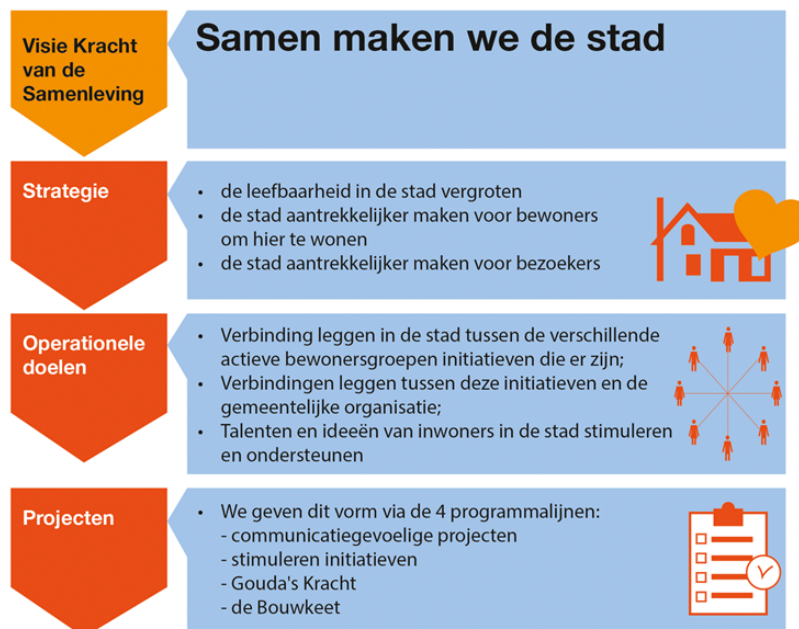 Visie Kracht
van de
Samenleving
Samen maken we de stad
Strategie
• de leefbaarheid in de stad vergroten
• de stad aantrekkelijker maken voor bewoners
om hier te wonen
• de stad aantrekkelijker maken voor bezoekers
Operationele
doelen
• Verbinding leggen in de stad tussen de verschillende
actieve bewonersgroepen initiatieven die er zijn;
• Verbindingen leggen tussen deze initiatieven en de
gemeentelijke organisatie;
• Talenten en ideeën van inwoners in de stad stimuleren
en ondersteunen
Projecten
• We geven dit vorm via de 4 programmalijnen:
- communicatiegevoelige projecten
- stimuleren initiatieven
- Gouda's Kracht
- de Bouwkeet